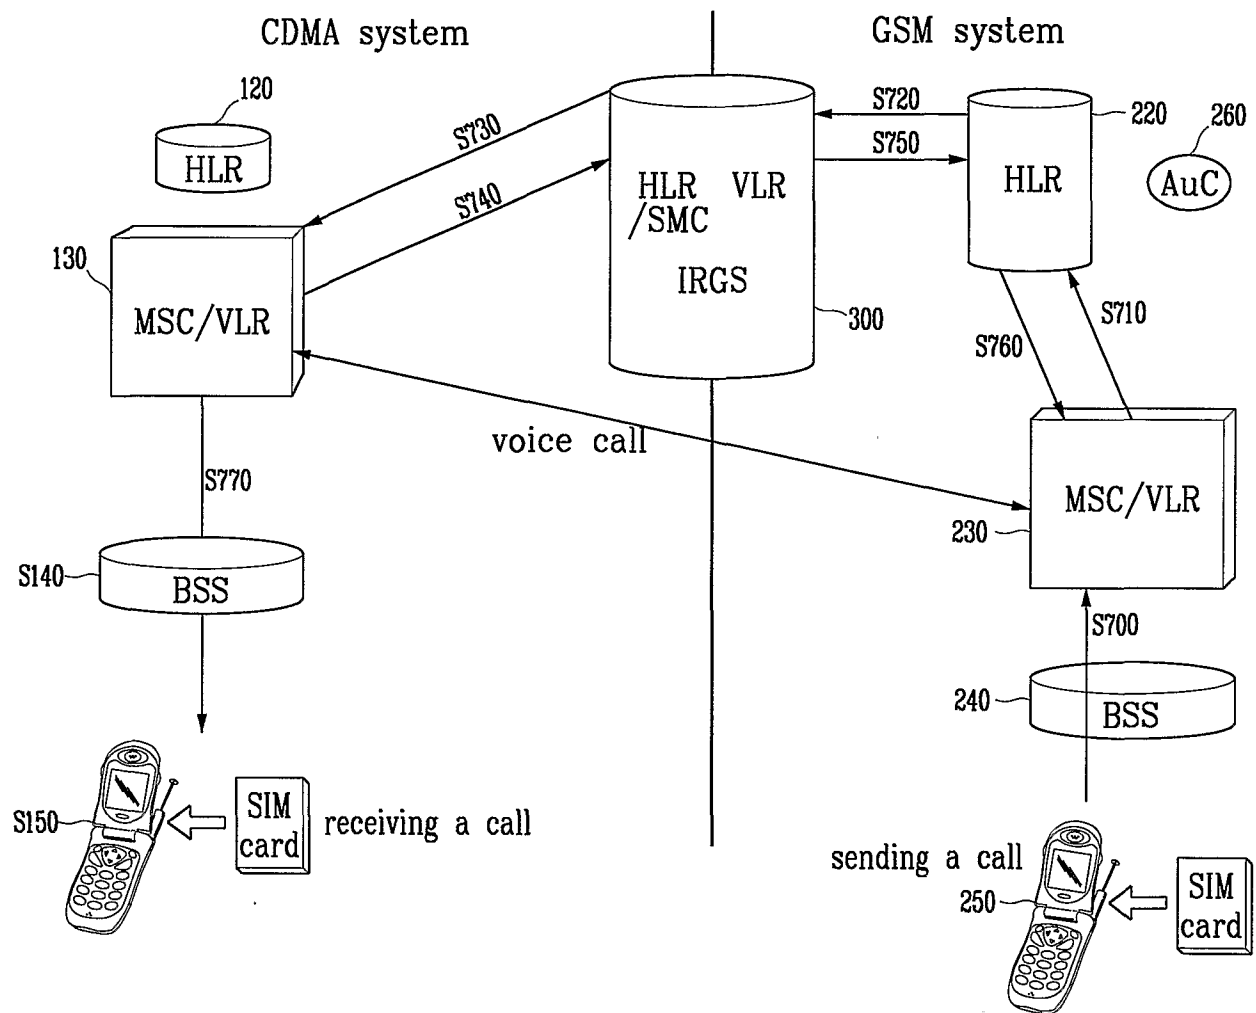 CDMA system
GSM system
120
HLR
S730
S740
S720
S750
220
260
HLR
AuC
HLR
/SMC
VLR
IRGS
130
MSC/VLR
300
S760
S710
voice call
S770
MSC/VLR
230
S140
BSS
S700
240
BSS
S150
SIM
card
receiving a call
sending a call
250
SIM
card